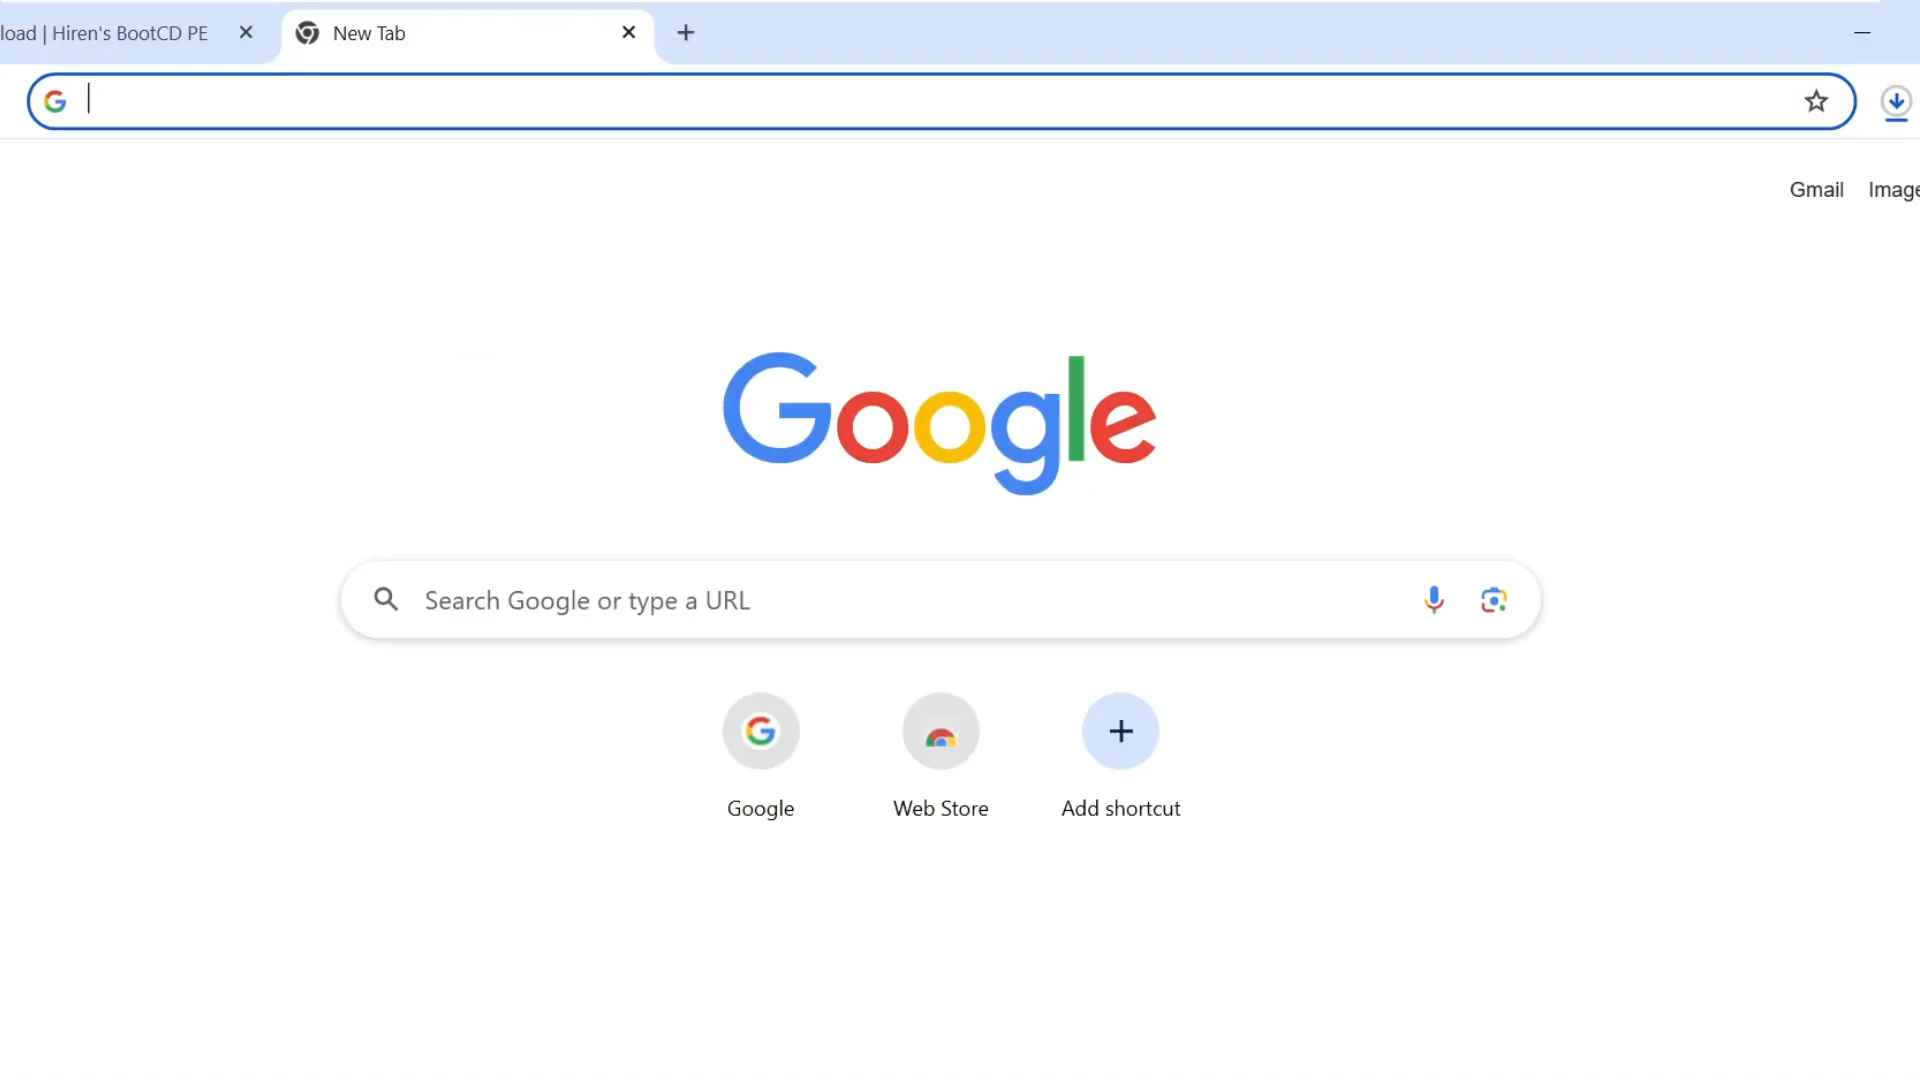 load | Hiren's BootCD PE
New Tab
Gmail Image
Google
Search Google or type a URL
Google
Web Store
Add shortcut